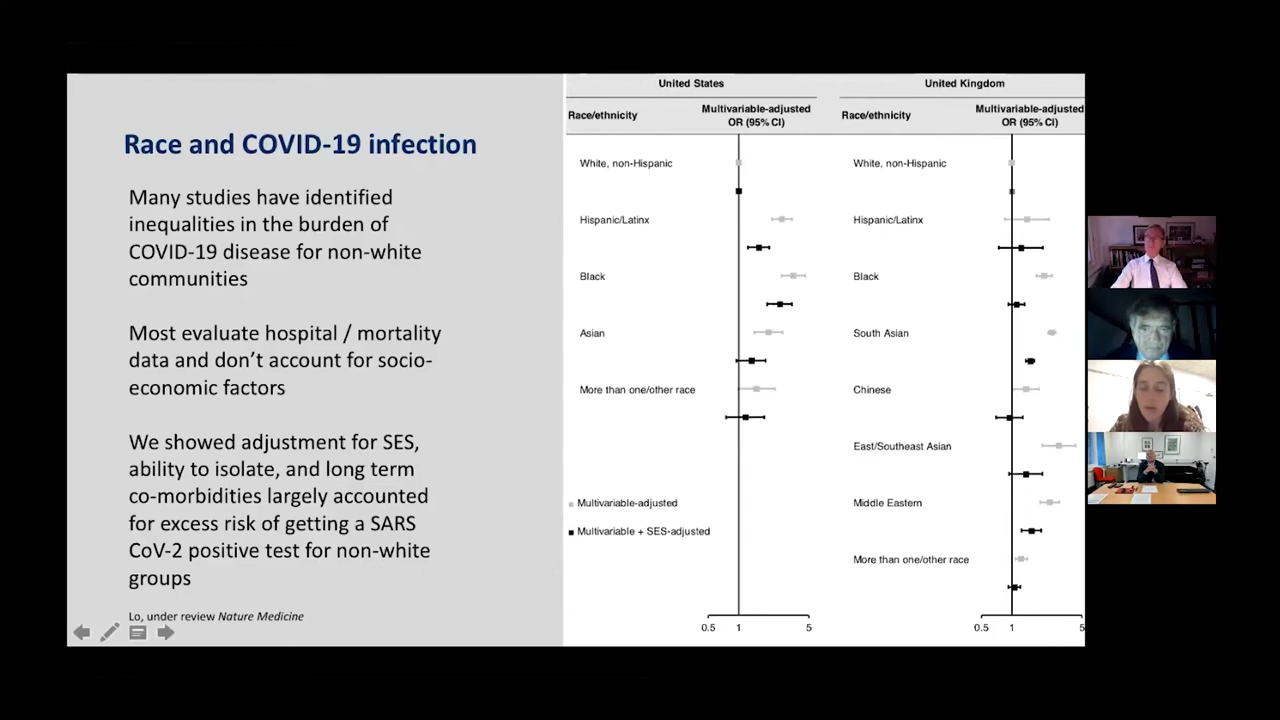 Race and COVID-19 infection
Many studies have identified
inequalities in the burden of
COVID-19 disease for non-white
communities
Most evaluate hospital / mortality
data and don't account for socio-
economic factors
We showed adjustment for SES,
ability to isolate, and long term
co-morbidities largely accounted
for excess risk of getting a SARS
CoV-2 positive test for non-white
groups
Lo, under review Nature Medicine
United States
Race/ethnicity
Multivariable-adjusted
OR (95% CI)
White, non-Hispanic
Hispanic/Latinx
Black
Asian
More than one/other race
Multivariable-adjusted
Multivariable + SES-adjusted
0.5 1 5
United Kingdom
Race/ethnicity
Multivariable-adjusted
OR (95% CI)
White, non-Hispanic
Hispanic/Latinx
Black
South Asian
Chinese
East/Southeast Asian
Middle Eastern
More than one/other race
0.5 1 5